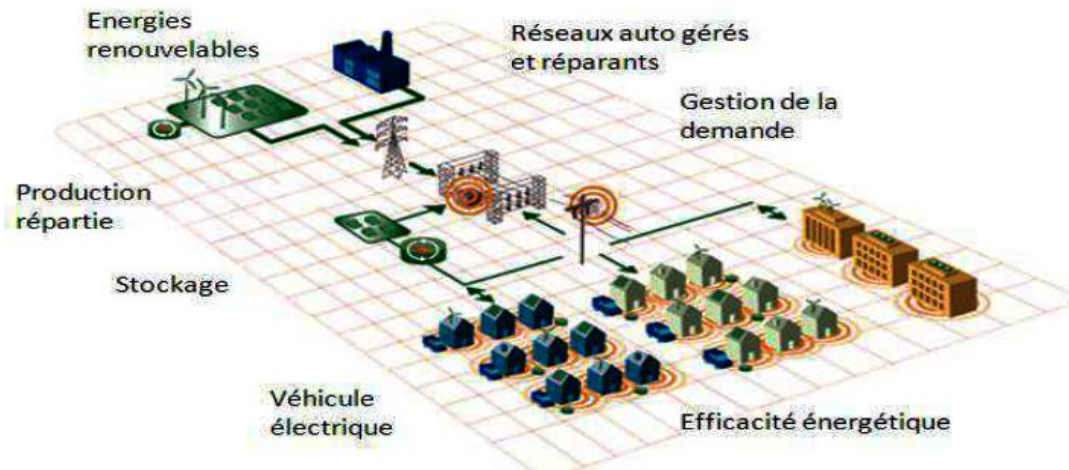 Energies
renouvelables
Réseaux auto gérés
et réparants
Gestion de la
demande
Production
répartie
Stockage
Véhicule
électrique
Efficacité énergétique